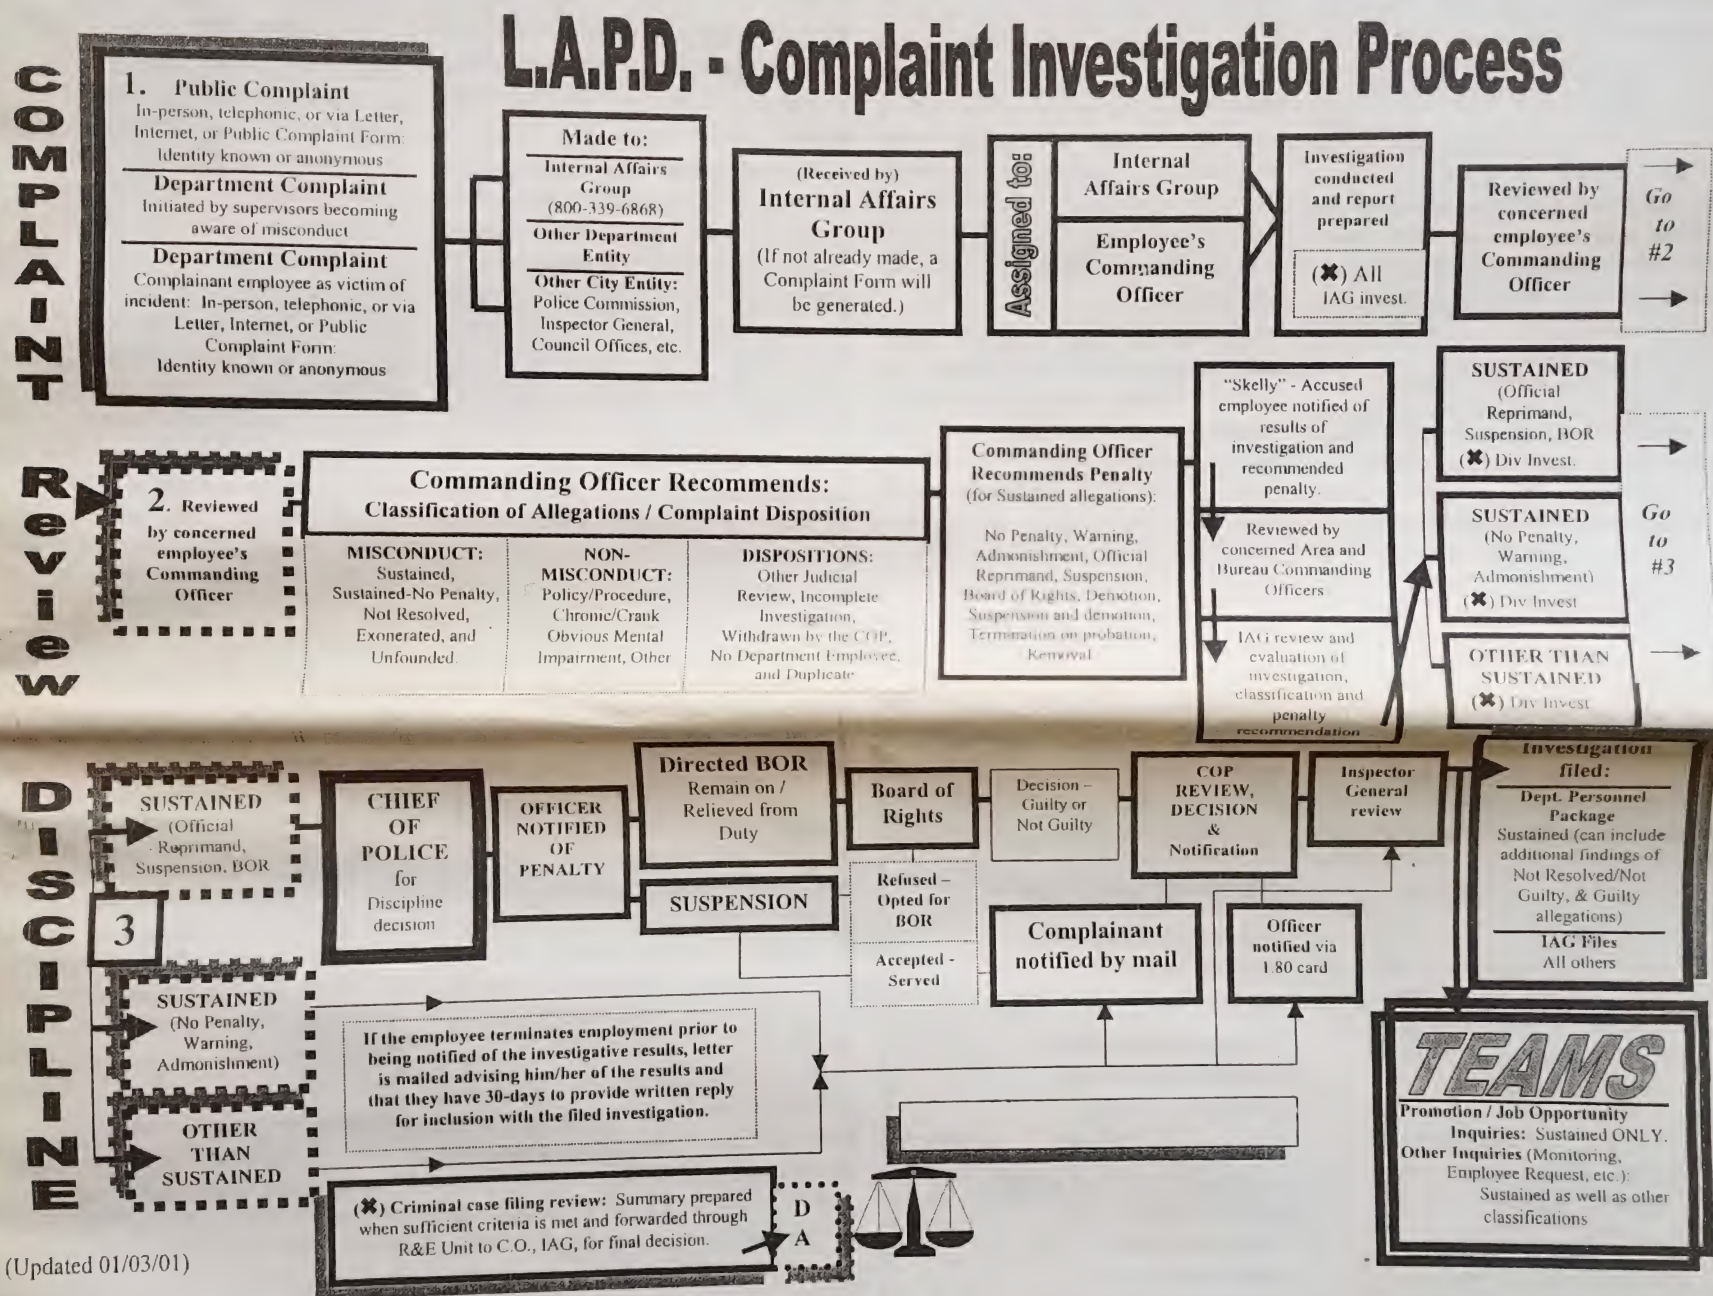 L.A.P.D. - Complaint Investigation Process
COMPLAINT
1. Public Complaint
In-person, telephonic, or via Letter,
Internet, or Public Complaint Form:
Identity known or anonymous
Department Complaint
Initiated by supervisors becoming
aware of misconduct
Department Complaint
Complainant employee as victim of
incident: In-person, telephonic, or via
Letter, Internet, or Public
Complaint Form:
Identity known or anonymous
Made to:
Internal Affairs
Group
(800-339-6868)
Other Department
Entity
Other City Entity:
Police Commission,
Inspector General,
Council Offices, etc.
(Received by)
Internal Affairs
Group
(If not already made, a
Complaint Form will
be generated.)
Assigned to:
Internal
Affairs Group
Employee's
Commanding
Officer
Investigation
conducted
and report
prepared
(✖) All
IAG invest.
Reviewed by
concerned
employee's
Commanding
Officer
Go
to
#2
Review
2. Reviewed
by concerned
employee's
Commanding
Officer
Commanding Officer Recommends:
Classification of Allegations / Complaint Disposition
MISCONDUCT:
Sustained,
Sustained-No Penalty,
Not Resolved,
Exonerated, and
Unfounded.
NON-
MISCONDUCT:
Policy/Procedure,
Chronic/Crank
Obvious Mental
Impairment, Other
DISPOSITIONS:
Other Judicial
Review, Incomplete
Investigation,
Withdrawn by the COP,
No Department Employee,
and Duplicate
Commanding Officer
Recommends Penalty
(for Sustained allegations):
No Penalty, Warning,
Admonishment, Official
Reprimand, Suspension,
Board of Rights, Demotion,
Suspension and demotion,
Termination on probation,
Removal
"Skelly" - Accused
employee notified of
results of
investigation and
recommended
penalty.
Reviewed by
concerned Area and
Bureau Commanding
Officers
IAG review and
evaluation of
investigation,
classification and
penalty
recommendation
SUSTAINED
(Official
Reprimand,
Suspension, BOR
(✖) Div Invest.
SUSTAINED
(No Penalty,
Warning,
Admonishment)
(✖) Div Invest
OTHER THAN
SUSTAINED
(✖) Div Invest
Go
to
#3
DISCIPLINE
3
SUSTAINED
(Official
Reprimand,
Suspension, BOR
SUSTAINED
(No Penalty,
Warning,
Admonishment)
OTHER
THAN
SUSTAINED
CHIEF
OF
POLICE
for
Discipline
decision
OFFICER
NOTIFIED
OF
PENALTY
Directed BOR
Remain on /
Relieved from
Duty
SUSPENSION
Board of
Rights
Refused –
Opted for
BOR
Accepted -
Served
Decision –
Guilty or
Not Guilty
COP
REVIEW,
DECISION
&
Notification
Complainant
notified by mail
Officer
notified via
1.80 card
Inspector
General
review
Investigation
filed:
Dept. Personnel
Package
Sustained (can include
additional findings of
Not Resolved/Not
Guilty, & Guilty
allegations)
IAG Files
All others
TEAMS
Promotion / Job Opportunity
Inquiries: Sustained ONLY.
Other Inquiries (Monitoring,
Employee Request, etc.):
Sustained as well as other
classifications
If the employee terminates employment prior to
being notified of the investigative results, letter
is mailed advising him/her of the results and
that they have 30-days to provide written reply
for inclusion with the filed investigation.
(✖) Criminal case filing review: Summary prepared
when sufficient criteria is met and forwarded through
R&E Unit to C.O., IAG, for final decision.
D
A
(Updated 01/03/01)